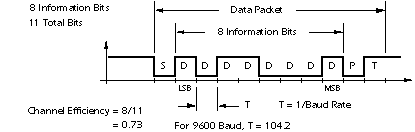 8 Information Bits
11 Total Bits
Data Packet
8 Information Bits
S D D D D D D D D P T
LSB MSB
T T = 1/Baud Rate
Channel Efficiency = 8/11
= 0.73
For 9600 Baud, T = 104.2